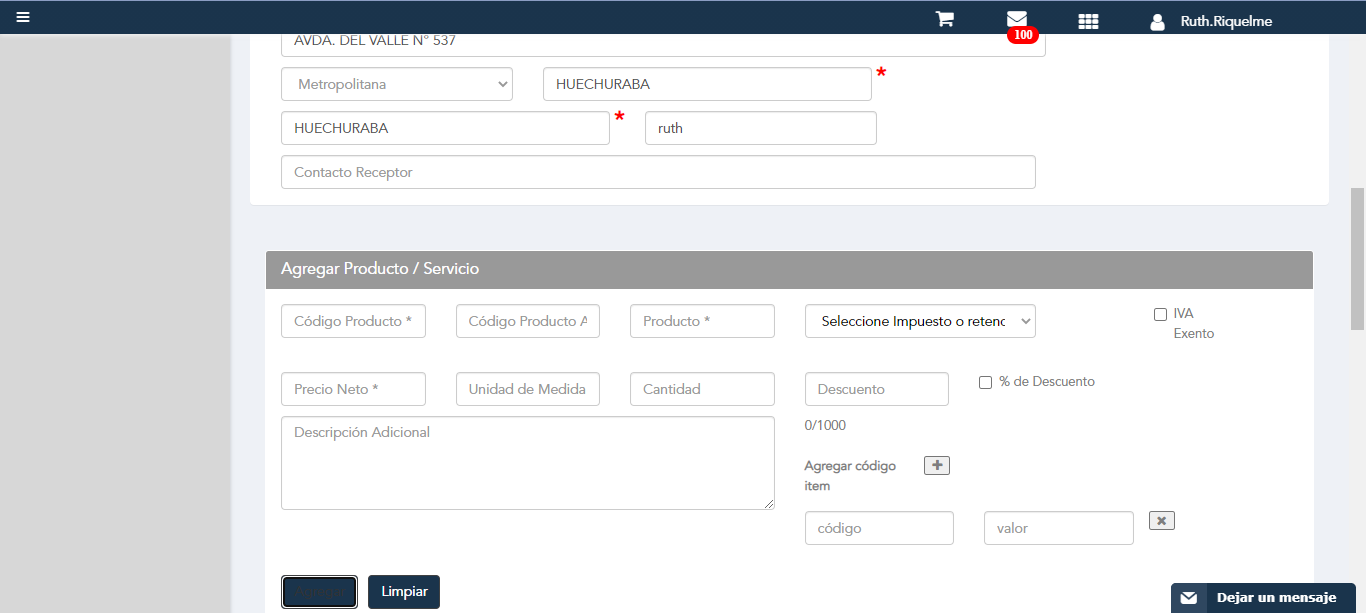 Ruth.Riquelme
100
AVDA. DEL VALLE N° 537
Metropolitana
HUECHURABA
*
HUECHURABA
*
ruth
Contacto Receptor
Agregar Producto / Servicio
Código Producto *
Código Producto A
Producto *
Seleccione Impuesto o retenc
IVA
Exento
Precio Neto *
Unidad de Medida
Cantidad
Descuento
% de Descuento
Descripción Adicional
0/1000
Agregar código
item
código
valor
Limpiar
Dejar un mensaje